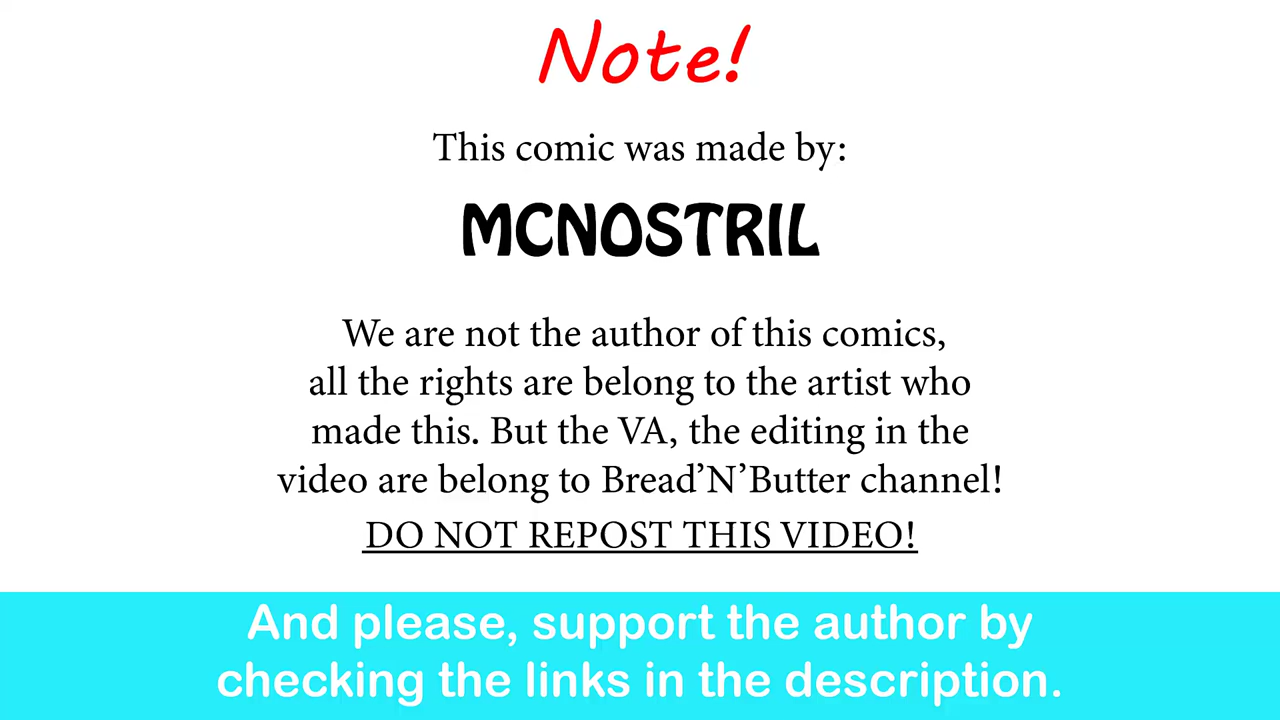 Note!
This comic was made by:
MCNOSTRIL
We are not the author of this comics,
all the rights are belong to the artist who
made this. But the VA, the editing in the
video are belong to Bread’N’Butter channel!
DO NOT REPOST THIS VIDEO!
And please, support the author by
checking the links in the description.